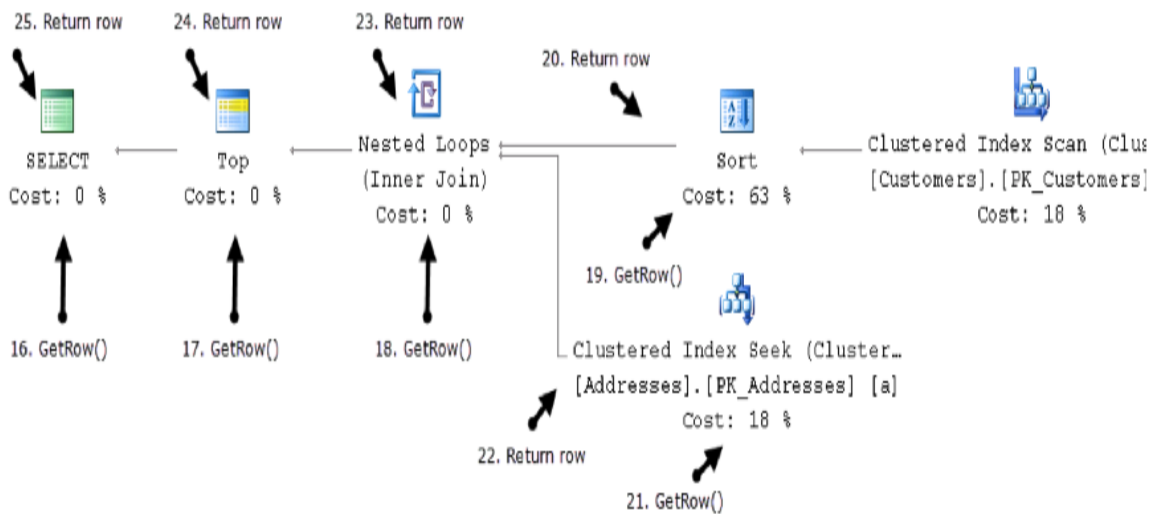 25. Return row
24. Return row
23. Return row
20. Return row
SELECT
Cost: 0 %
Top
Cost: 0 %
Nested Loops
(Inner Join)
Cost: 0 %
Sort
Cost: 63 %
Clustered Index Scan (Clus
[Customers].[PK_Customers]
Cost: 18 %
19. GetRow()
16. GetRow()
17. GetRow()
18. GetRow()
Clustered Index Seek (Cluster…
[Addresses].[PK_Addresses] [a]
Cost: 18 %
22. Return row
21. GetRow()